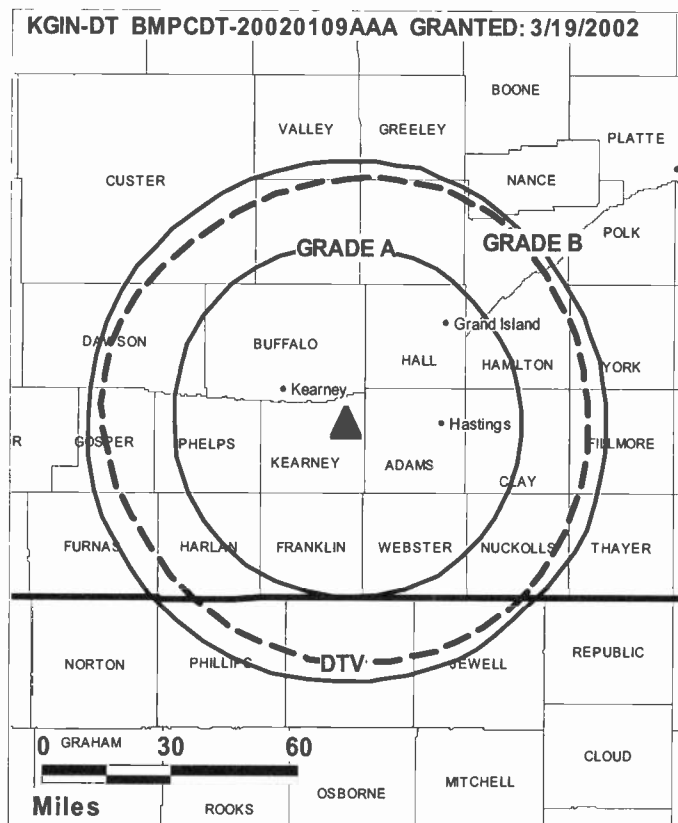 KGIN-DT BMPCDT-20020109AAA GRANTED: 3/19/2002
BOONE
VALLEY GREELEY PLATTE
CUSTER NANCE
GRADE A GRADE B POLK
Grand Island
DAWSON BUFFALO HALL HAMILTON YORK
Kearney
Hastings
R GOSPER PHELPS KEARNEY ADAMS FILLMORE
CLAY
FURNAS HARLAN FRANKLIN WEBSTER NUCKOLLS THAYER
NORTON PHILLIPS DTV JEWELL REPUBLIC
GRAHAM
0 30 60
CLOUD
MITCHELL
OSBORNE
Miles ROOKS